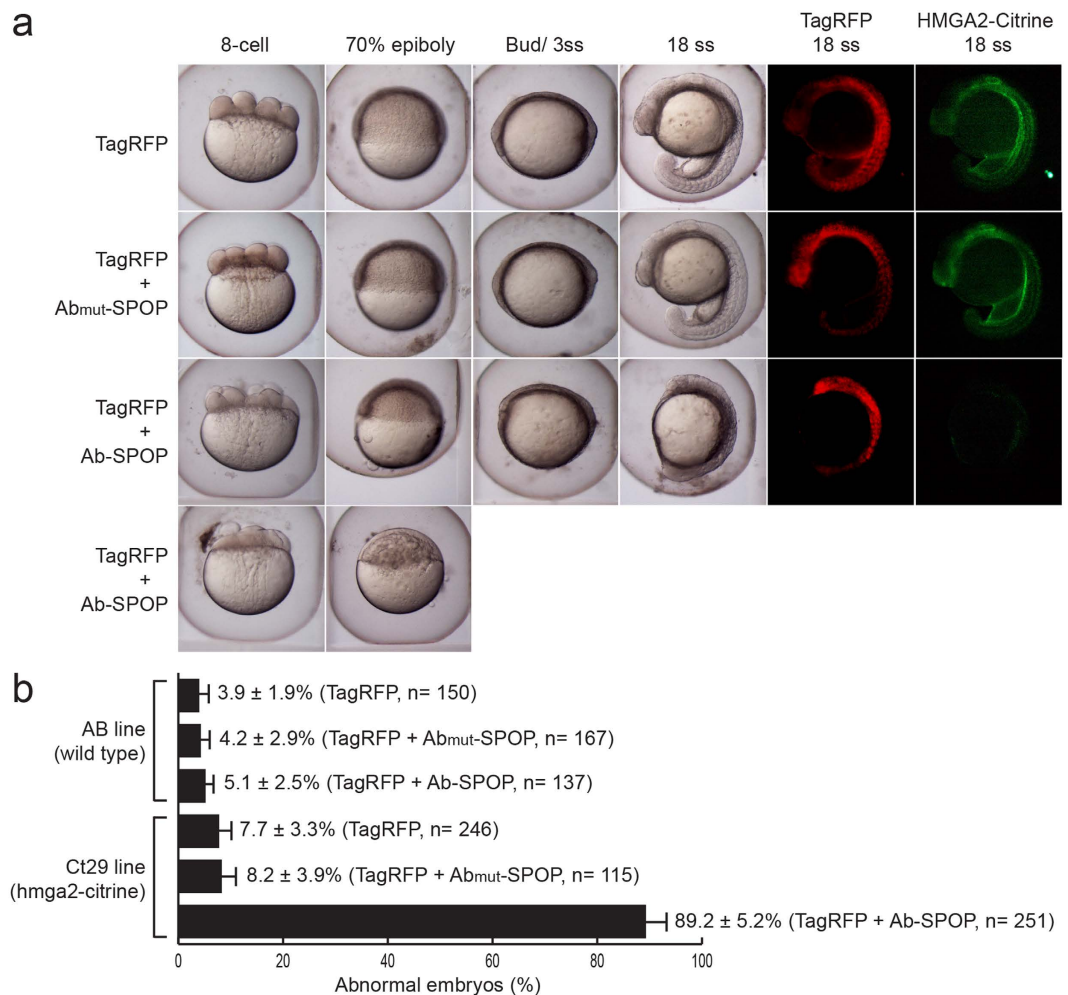 a
8-cell
70% epiboly
Bud/ 3ss
18 ss
TagRFP
18 ss
HMGA2-Citrine
18 ss
TagRFP
TagRFP
+
Abmut-SPOP
TagRFP
+
Ab-SPOP
TagRFP
+
Ab-SPOP
b
AB line
(wild type)
3.9 ± 1.9% (TagRFP, n= 150)
4.2 ± 2.9% (TagRFP + Abmut-SPOP, n= 167)
5.1 ± 2.5% (TagRFP + Ab-SPOP, n= 137)
Ct29 line
(hmga2-citrine)
7.7 ± 3.3% (TagRFP, n= 246)
8.2 ± 3.9% (TagRFP + Abmut-SPOP, n= 115)
89.2 ± 5.2% (TagRFP + Ab-SPOP, n= 251)
0 20 40 60 80 100
Abnormal embryos (%)